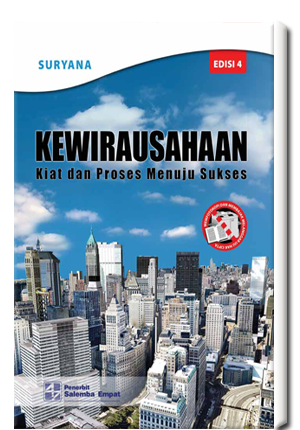 SURYANA
EDISI 4
KEWIRAUSAHAAN
Kiat dan Proses Menuju Sukses
Penerbit
Salemba Empat